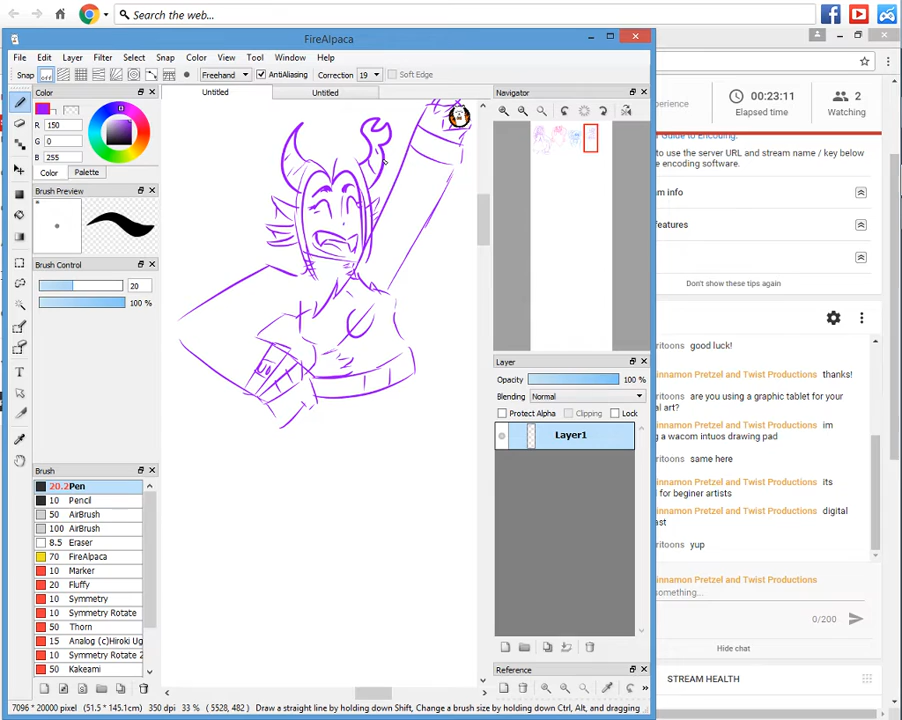 Search the web...
FireAlpaca
File Edit Layer Filter Select Snap Color View Tool Window Help
Snap off Freehand AntiAliasing Correction 19 Soft Edge
Color
R 150
G 0
B 255
Color Palette
Brush Preview
Brush Control
20
100 %
Brush
20.2 Pen
10 Pencil
50 AirBrush
100 AirBrush
8.5 Eraser
70 FireAlpaca
10 Marker
20 Fluffy
10 Symmetry
10 Symmetry Rotate
50 Thorn
15 Analog (c)Hiroki Ug
10 Symmetry Rotate 2
50 Kakeami
Untitled Untitled
Navigator
Layer
Opacity 100 %
Blending Normal
Protect Alpha Clipping Lock
Layer1
Reference
7096 * 20000 pixel (51.5 * 145.1cm) 350 dpi 33 % ( 5528, 482) Draw a straight line by holding down Shift, Change a brush size by holding down Ctrl, Alt, and dragging
xperience
00:23:11
Elapsed time
2
Viewers
Guide to Encoding.
to use the server URL and stream name / key below
encoding software.
am info
features
Don't show these tips again
ritoons good luck!
innamon Pretzel and Twist Productions thanks!
ritoons are you using a graphic tablet for your
al art?
innamon Pretzel and Twist Productions im
g a wacom intuos drawing pad
ritoons same here
innamon Pretzel and Twist Productions its
d for beginer artists
innamon Pretzel and Twist Productions digital
ast
ritoons yup
innamon Pretzel and Twist Productions
something...
0/200
Hide chat
STREAM HEALTH